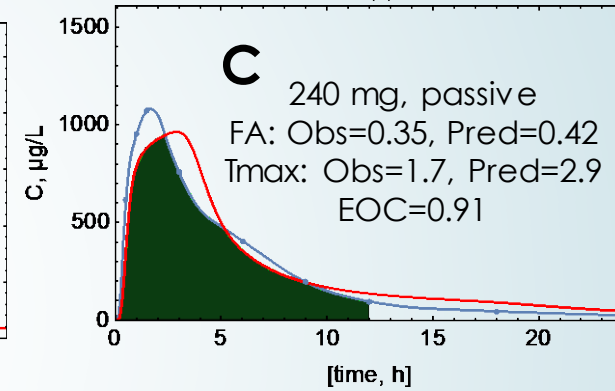 1500
1000
500
0
C, µg/L
C
240 mg, passive
FA: Obs=0.35, Pred=0.42
Tmax: Obs=1.7, Pred=2.9
EOC=0.91
0 5 10 15 20
[time, h]